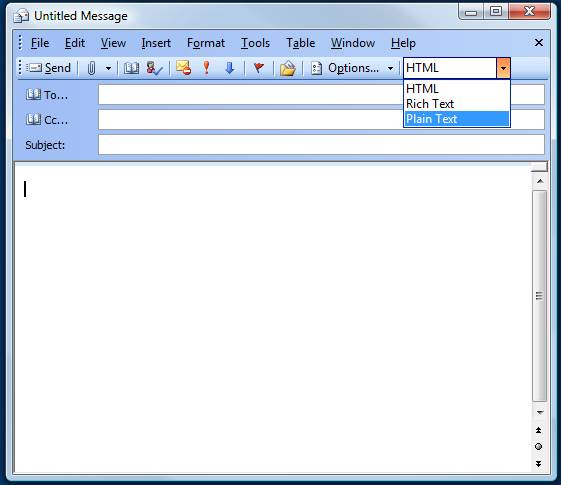 Untitled Message
File Edit View Insert Format Tools Table Window Help
Send Options... HTML
HTML
To...
Rich Text
Cc...
Plain Text
Subject: